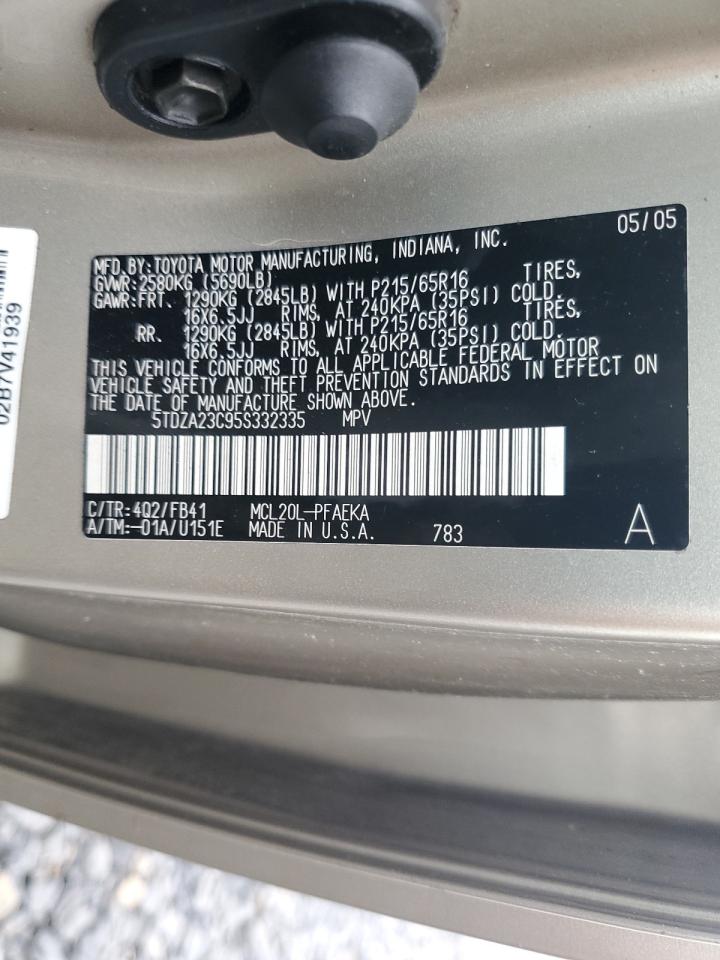 05/05
MFD.BY:TOYOTA MOTOR MANUFACTURING, INDIANA, INC.
GVWR:2580KG (5690LB)
GAWR:FRT. 1290KG (2845LB) WITH P215/65R16 TIRES,
16X6.5JJ RIMS, AT 240KPA (35PSI) COLD.
RR. 1290KG (2845LB) WITH P215/65R16 TIRES,
16X6.5JJ RIMS, AT 240KPA (35PSI) COLD.
THIS VEHICLE CONFORMS TO ALL APPLICABLE FEDERAL MOTOR
VEHICLE SAFETY AND THEFT PREVENTION STANDARDS IN EFFECT ON
THE DATE OF MANUFACTURE SHOWN ABOVE.
5TDZA23C95S332335 MPV
C/TR:4Q2/FB41 MCL20L-PFAEKA
A/TM:-01A/U151E MADE IN U.S.A. 783 A
02B7V41939